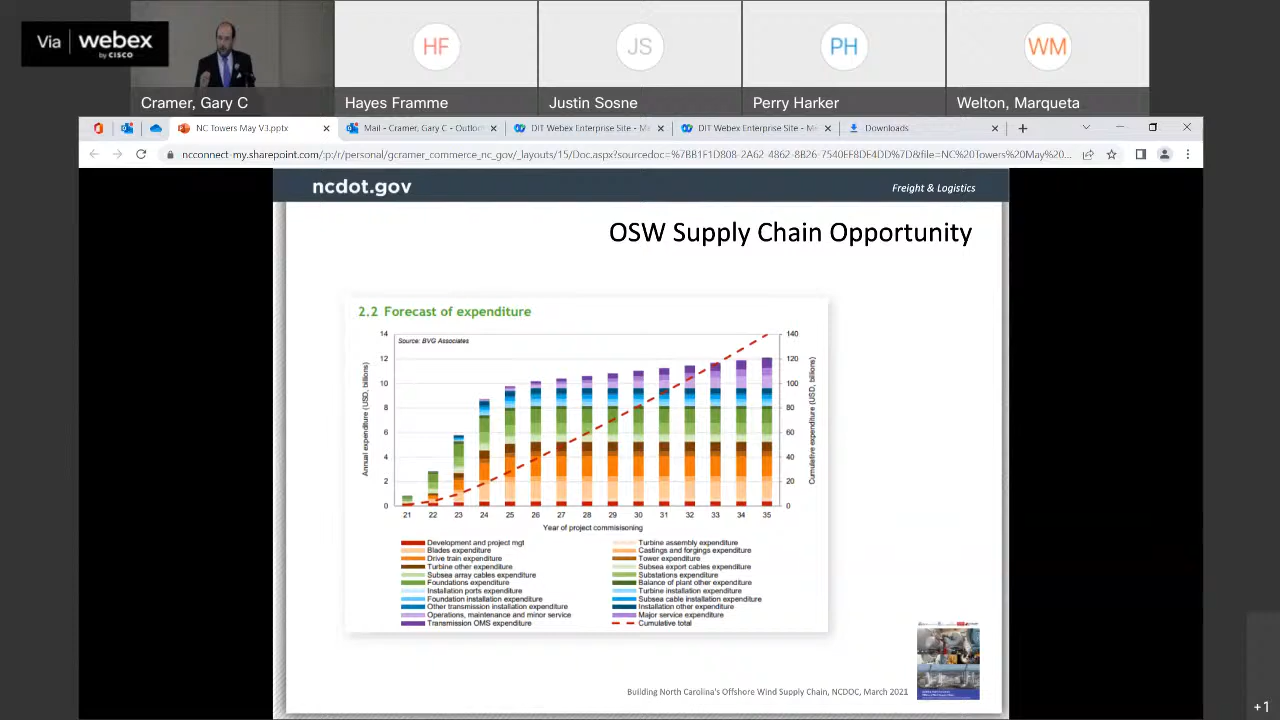 Via webex
by CISCO
HF
JS
PH
WM
Cramer, Gary C
Hayes Framme
Justin Sosne
Perry Harker
Welton, Marqueta
NC Towers May V3.pptx
Mail - Cramer, Gary C - Outlo
DIT Webex Enterprise Site - M
DIT Webex Enterprise Site - M
Downloads
ncconnect-my.sharepoint.com/:p:/r/personal/gcramer_commerce_nc_gov/_layouts/15/Doc.aspx?sourcedoc=%7BB1F1D808-2A62-4862-8B26-7540EF8DE4DD%7D&file=NC%20Towers%20May%20V3...
ncdot.gov
Freight & Logistics
OSW Supply Chain Opportunity
2.2 Forecast of expenditure
Source: BVG Associates
14
12
10
8
6
4
2
0
Annual expenditure (USD, billions)
140
120
100
80
60
40
20
0
Cumulative expenditure (USD, billions)
21 22 23 24 25 26 27 28 29 30 31 32 33 34 35
Year of project commisisoning
Development and project mgt
Turbine assembly expenditure
Blades expenditure
Castings and forgings expenditure
Drive train expenditure
Tower expenditure
Turbine other expenditure
Subsea export cables expenditure
Subsea array cables expenditure
Substations expenditure
Foundations expenditure
Balance of plant other expenditure
Installation ports expenditure
Turbine installation expenditure
Foundation installation expenditure
Subsea cable installation expenditure
Other transmission installation expenditure
Installation other expenditure
Operations, maintenance and minor service
Major service expenditure
Transmission OMS expenditure
Cumulative total
Building North Carolina's Offshore Wind Supply Chain, NCDOC, March 2021
+1